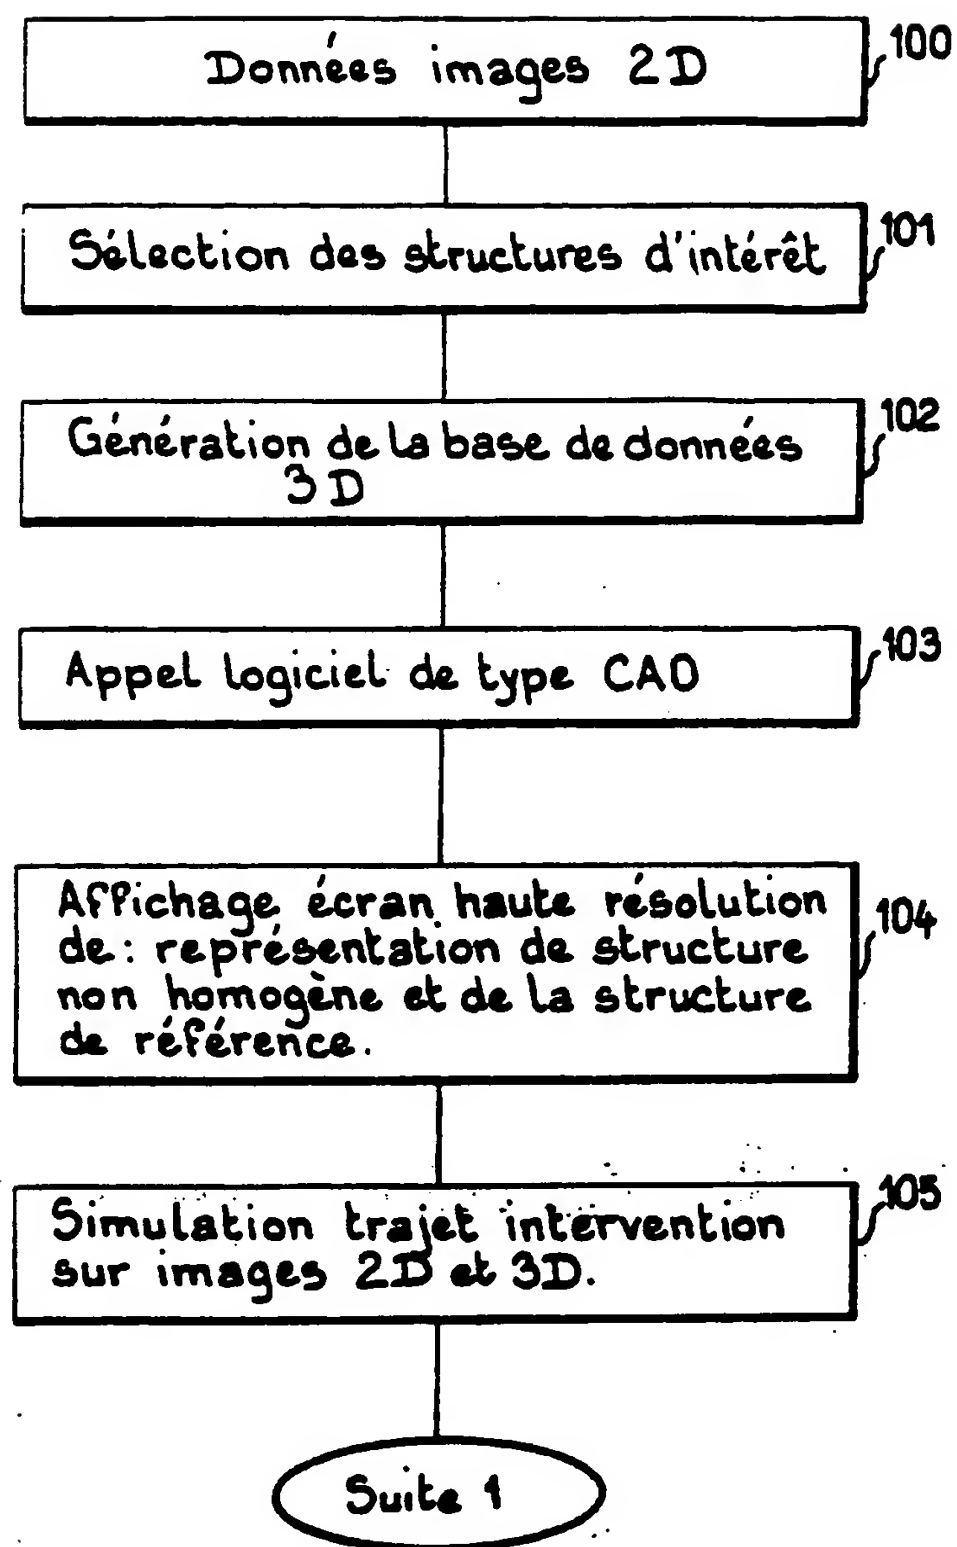 Données images 2D
100
Sélection des structures d'intérêt
101
Génération de la base de données
3D
102
Appel logiciel de type CAO
103
Affichage écran haute résolution
de : représentation de structure
non homogène et de la structure
de référence.
104
Simulation trajet intervention
sur images 2D et 3D.
105
Suite 1